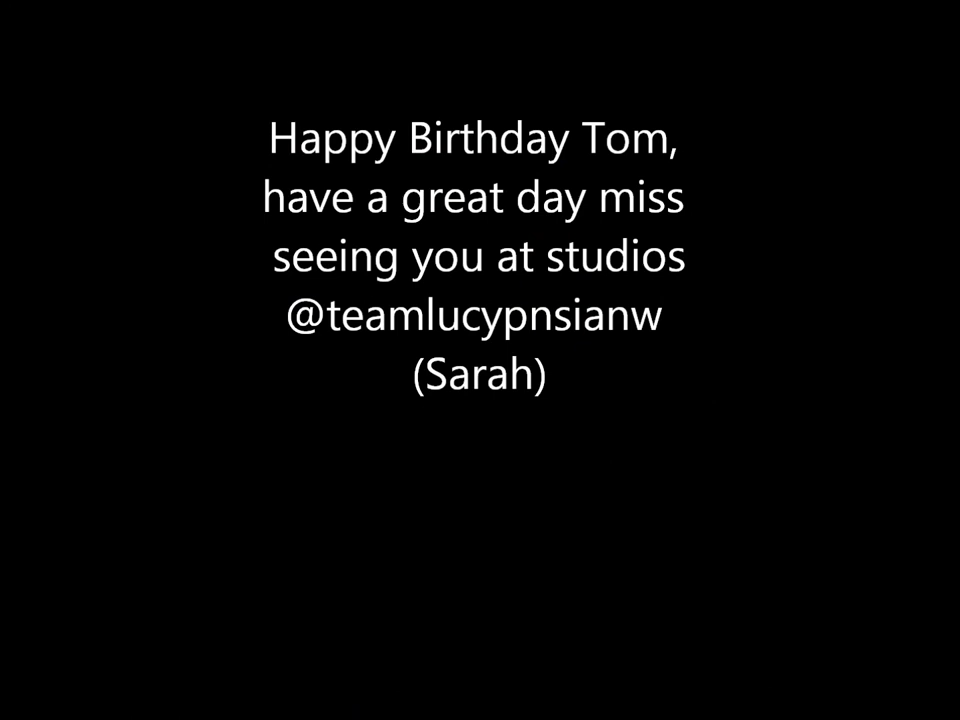 Happy Birthday Tom,
have a great day miss
seeing you at studios
@teamlucypnsianw
(Sarah)